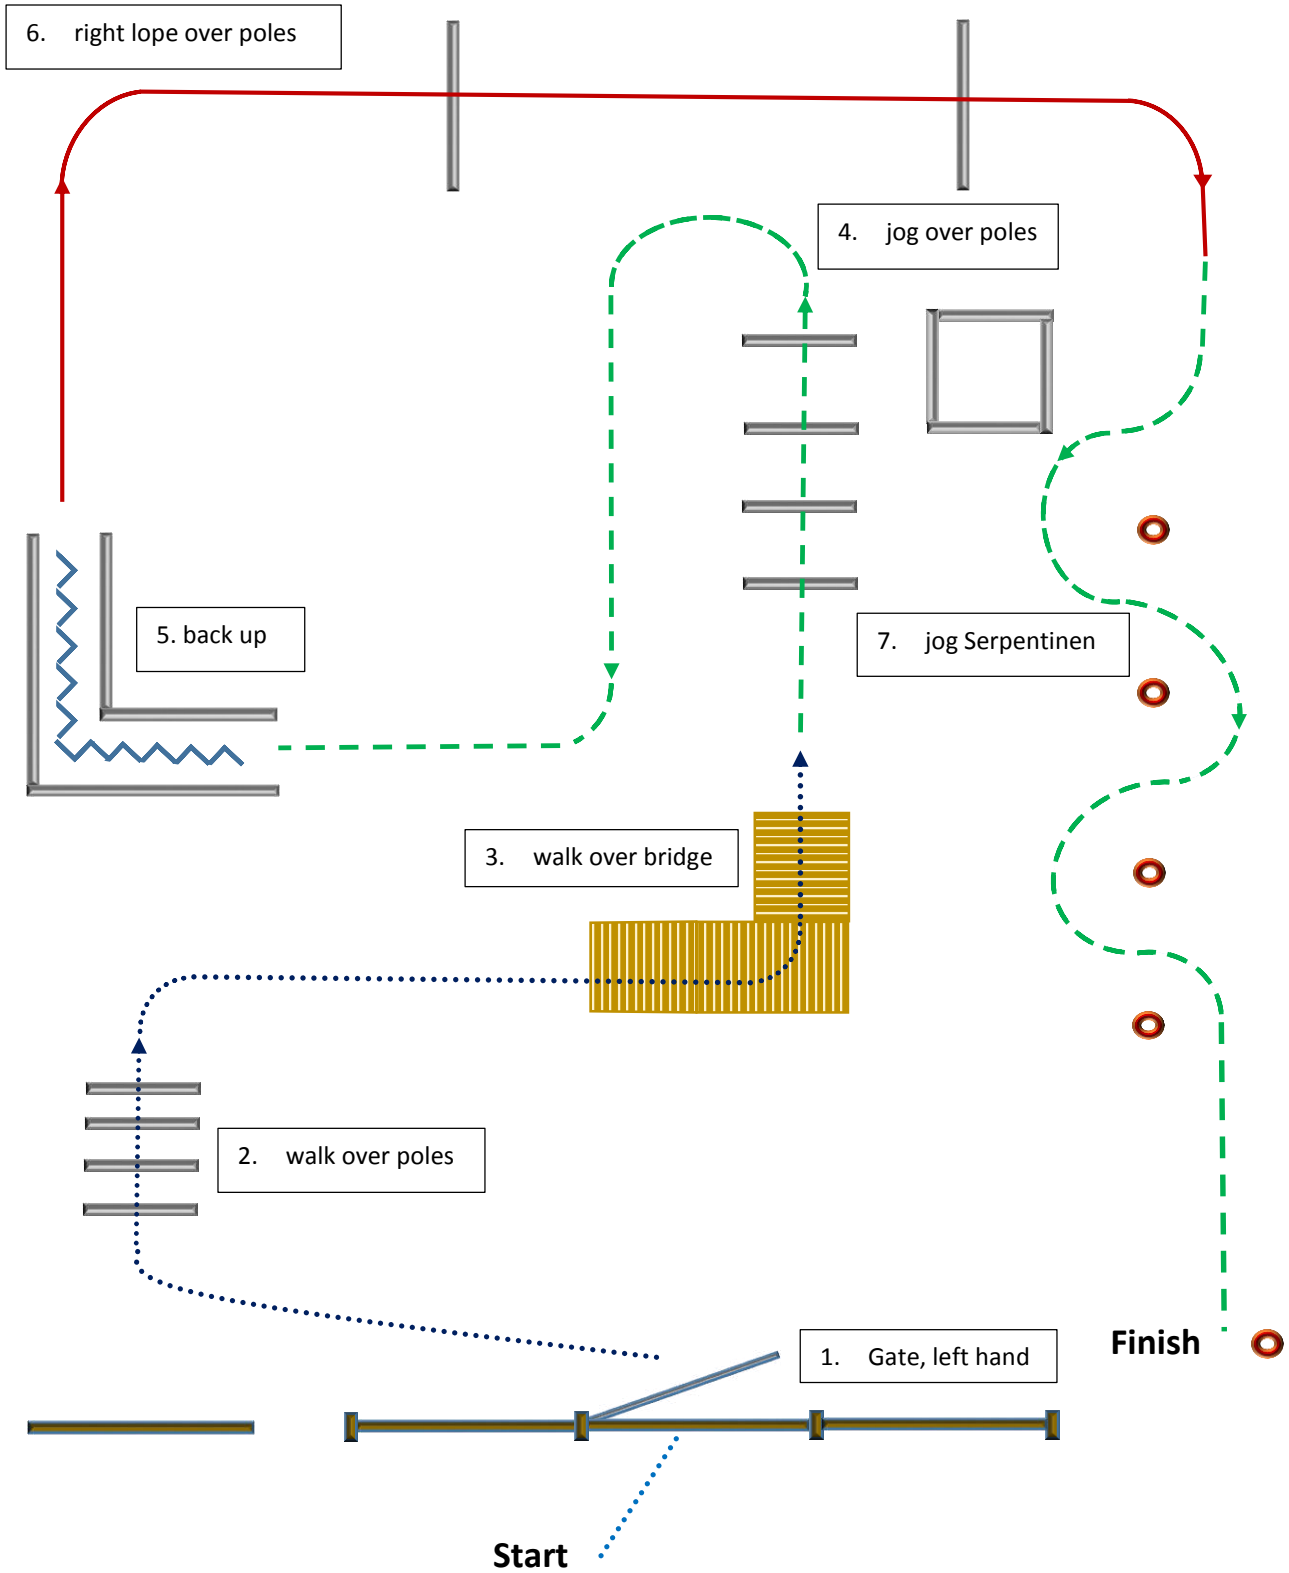 6. right lope over poles
4. jog over poles
5. back up
7. jog Serpentinen
3. walk over bridge
2. walk over poles
Finish
1. Gate, left hand
Start